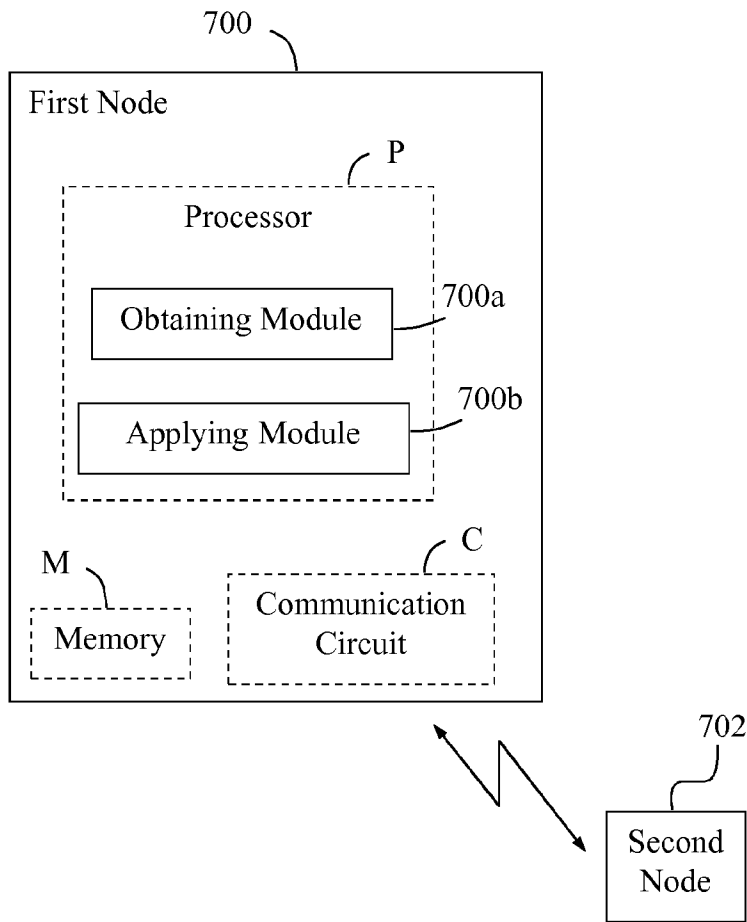 700
First Node
P
Processor
700a
Obtaining Module
700b
Applying Module
M
C
Memory
Communication
Circuit
702
Second
Node